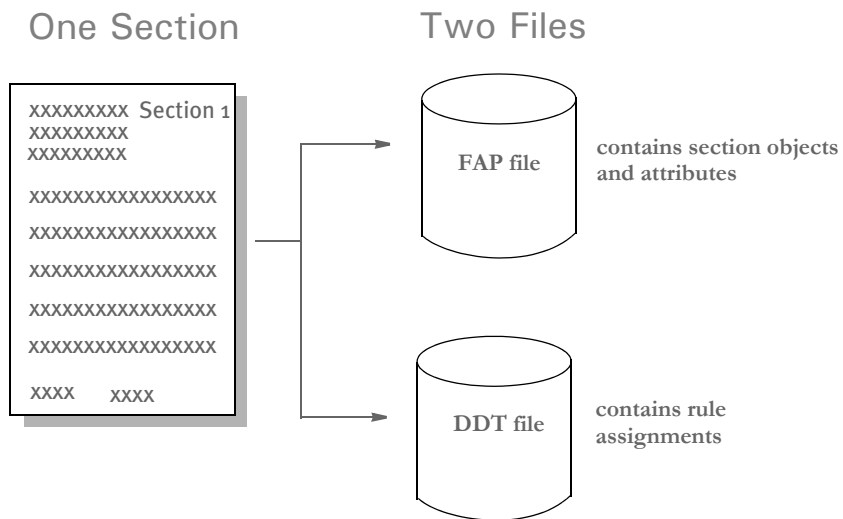 One Section
Two Files
XXXXXXXXX Section 1
XXXXXXXXX
XXXXXXXXX
XXXXXXXXXXXXXXXXX
XXXXXXXXXXXXXXXXX
XXXXXXXXXXXXXXXXX
XXXXXXXXXXXXXXXXX
XXXXXXXXXXXXXXXXX
XXXX XXXX
FAP file
contains section objects
and attributes
DDT file
contains rule
assignments